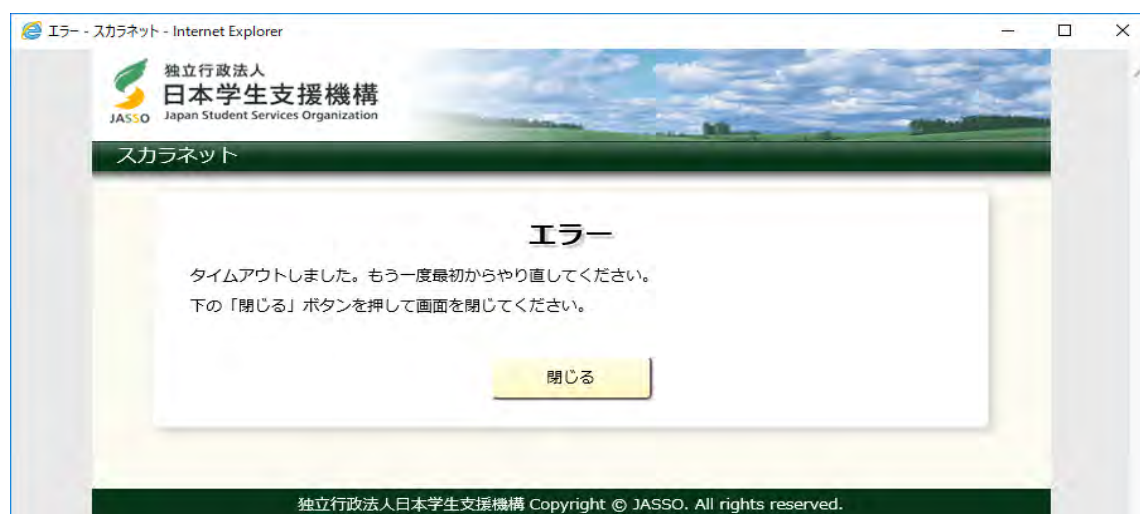 エラー - スカラネット - Internet Explorer
独立行政法人
日本学生支援機構
JASSO Japan Student Services Organization
スカラネット
エラー
タイムアウトしました。もう一度最初からやり直してください。
下の「閉じる」ボタンを押して画面を閉じてください。
閉じる
独立行政法人日本学生支援機構 Copyright © JASSO. All rights reserved.